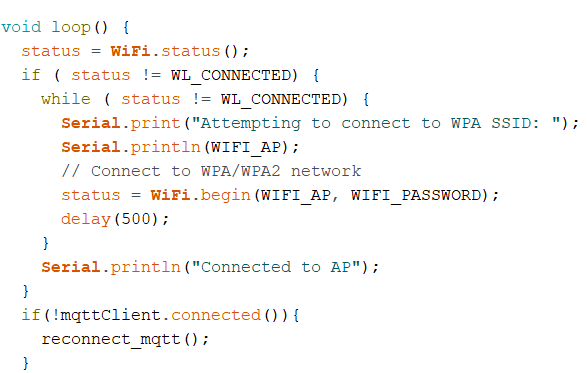 void loop() {
  status = WiFi.status();
  if ( status != WL_CONNECTED) {
    while ( status != WL_CONNECTED) {
      Serial.print("Attempting to connect to WPA SSID: ");
      Serial.println(WIFI_AP);
      // Connect to WPA/WPA2 network
      status = WiFi.begin(WIFI_AP, WIFI_PASSWORD);
      delay(500);
    }
    Serial.println("Connected to AP");
  }
  if(!mqttClient.connected()){
    reconnect_mqtt();
  }